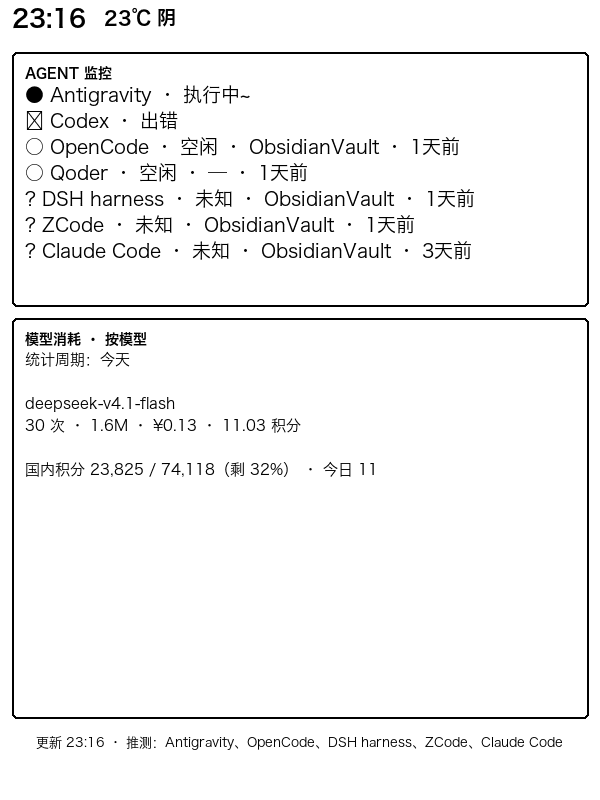 23:16 23℃ 阴
AGENT 监控
● Antigravity · 执行中~
☒ Codex · 出错
○ OpenCode · 空闲 · ObsidianVault · 1天前
○ Qoder · 空闲 · — · 1天前
? DSH harness · 未知 · ObsidianVault · 1天前
? ZCode · 未知 · ObsidianVault · 1天前
? Claude Code · 未知 · ObsidianVault · 3天前
模型消耗 · 按模型
统计周期：今天
deepseek-v4.1-flash
30 次 · 1.6M · ¥0.13 · 11.03 积分
国内积分 23,825 / 74,118（剩 32%） · 今日 11
更新 23:16 · 推测：Antigravity、OpenCode、DSH harness、ZCode、Claude Code